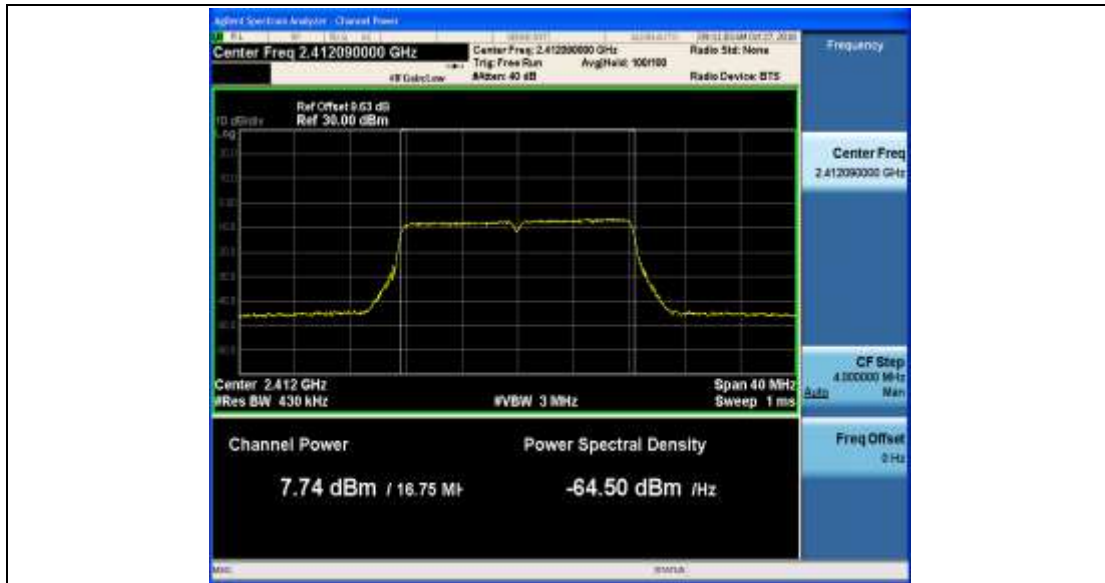 Agilent Spectrum Analyzer - Channel Power
Center Freq 2.412090000 GHz
Center Freq: 2.412090000 GHz
Radio Std: None
Trig: Free Run
Avg|Hold: 100/100
#IFGain:Low
#Atten: 40 dB
Radio Device: BTS
Frequency
Ref Offset 9.63 dB
10 dB/div
Ref 30.00 dBm
Log
Center Freq
2.412090000 GHz
Center 2.412 GHz
Span 40 MHz
#Res BW 430 kHz
#VBW 3 MHz
Sweep 1 ms
CF Step
4.000000 MHz
Auto
Man
Freq Offset
0 Hz
Channel Power
Power Spectral Density
7.74 dBm / 16.75 MH
-64.50 dBm /Hz
MSG
STATUS